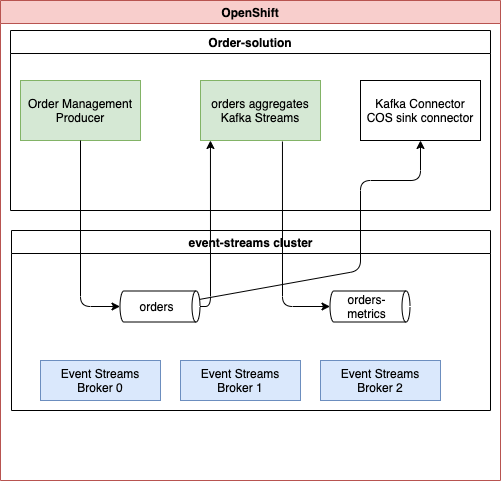 OpenShift
Order-solution
Order Management
Producer
orders aggregates
Kafka Streams
Kafka Connector
COS sink connector
event-streams cluster
orders
orders-
metrics
Event Streams
Broker 0
Event Streams
Broker 1
Event Streams
Broker 2